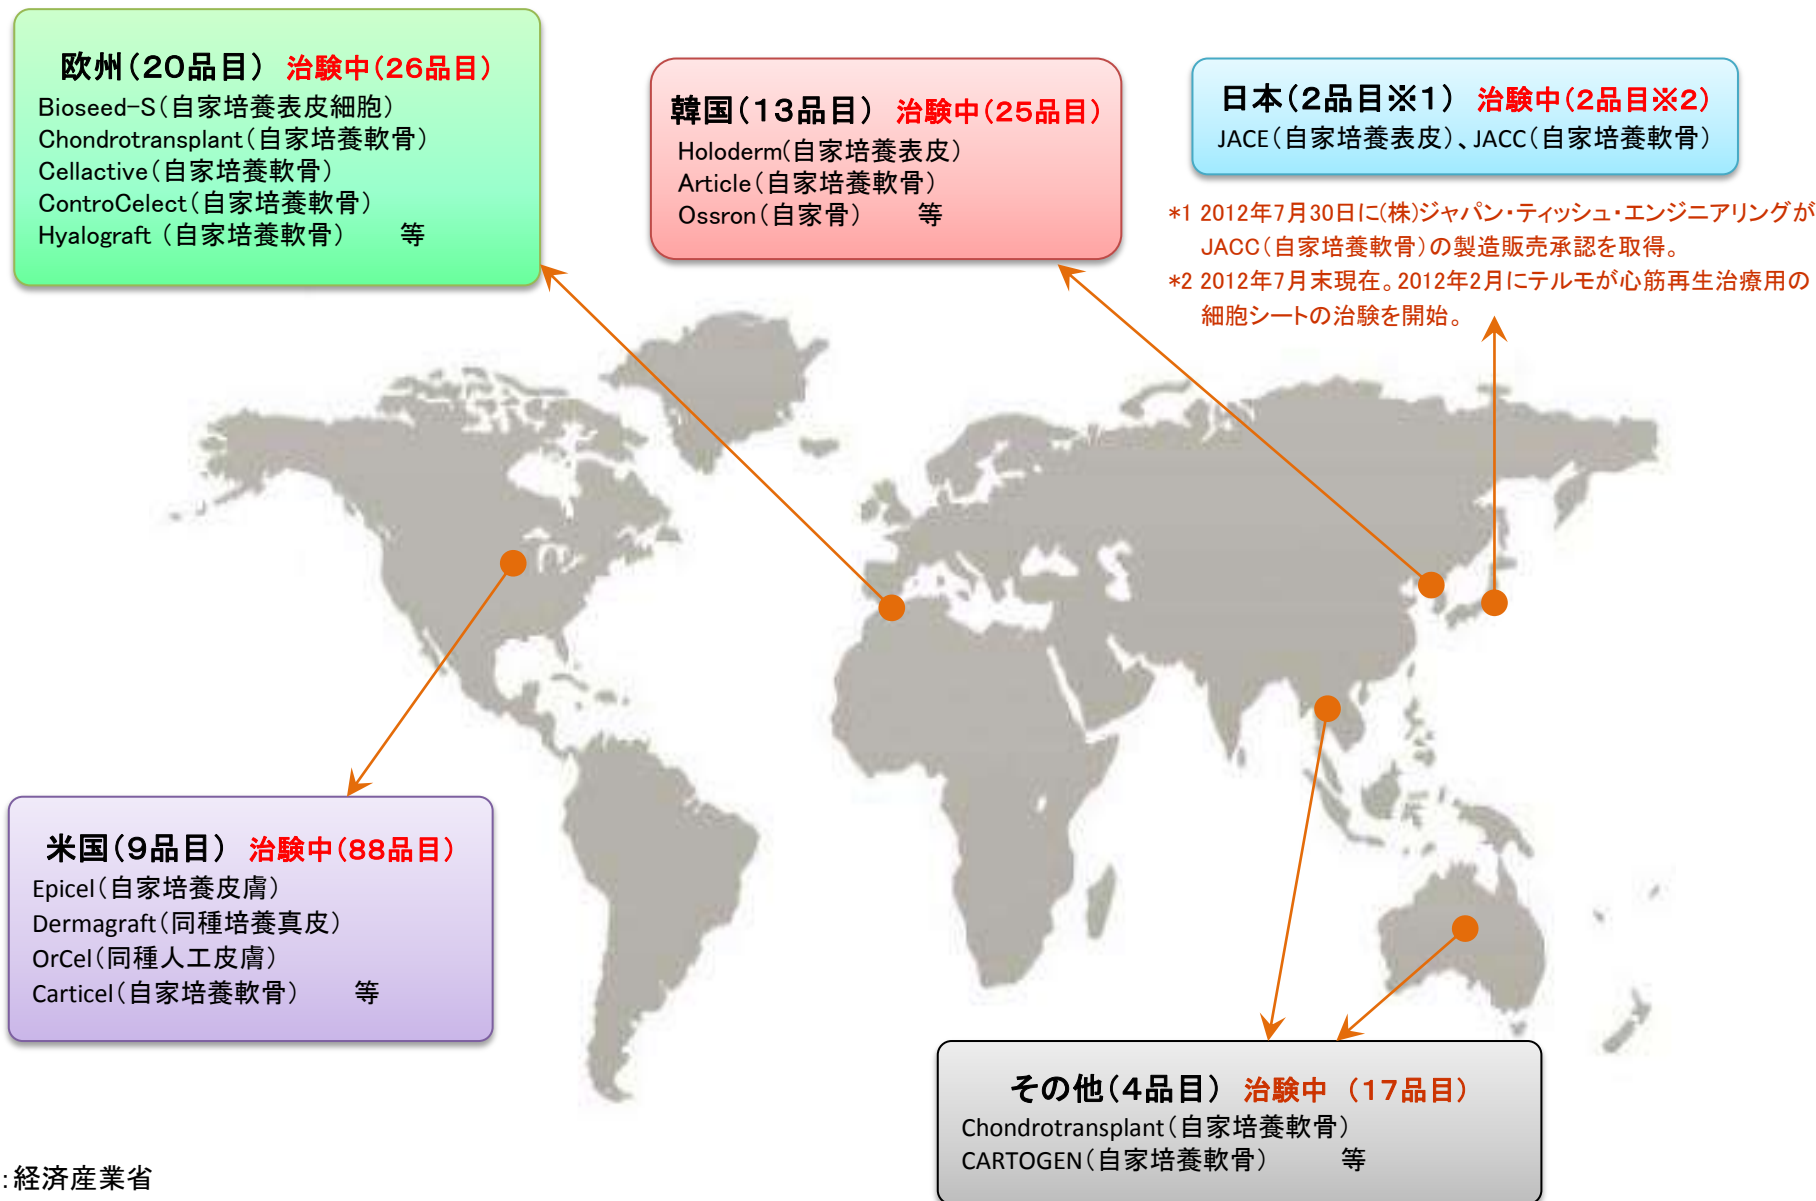 欧州（20品目） 治験中（26品目）
Bioseed-S（自家培養表皮細胞）
Chondrotransplant（自家培養軟骨）
Cellactive（自家培養軟骨）
ControCelect（自家培養軟骨）
Hyalograft （自家培養軟骨） 等
韓国（13品目） 治験中（25品目）
Holoderm(自家培養表皮）
Article（自家培養軟骨）
Ossron（自家骨） 等
日本（2品目※1） 治験中（2品目※2）
JACE（自家培養表皮）、JACC（自家培養軟骨）
*1 2012年7月30日に(株)ジャパン・ティッシュ・エンジニアリングが
JACC（自家培養軟骨）の製造販売承認を取得。
*2 2012年7月末現在。2012年2月にテルモが心筋再生治療用の
細胞シートの治験を開始。
米国（9品目） 治験中（88品目）
Epicel（自家培養皮膚）
Dermagraft（同種培養真皮）
OrCel（同種人工皮膚）
Carticel（自家培養軟骨） 等
その他（4品目） 治験中 （17品目）
Chondrotransplant（自家培養軟骨）
CARTOGEN（自家培養軟骨） 等
：経済産業省